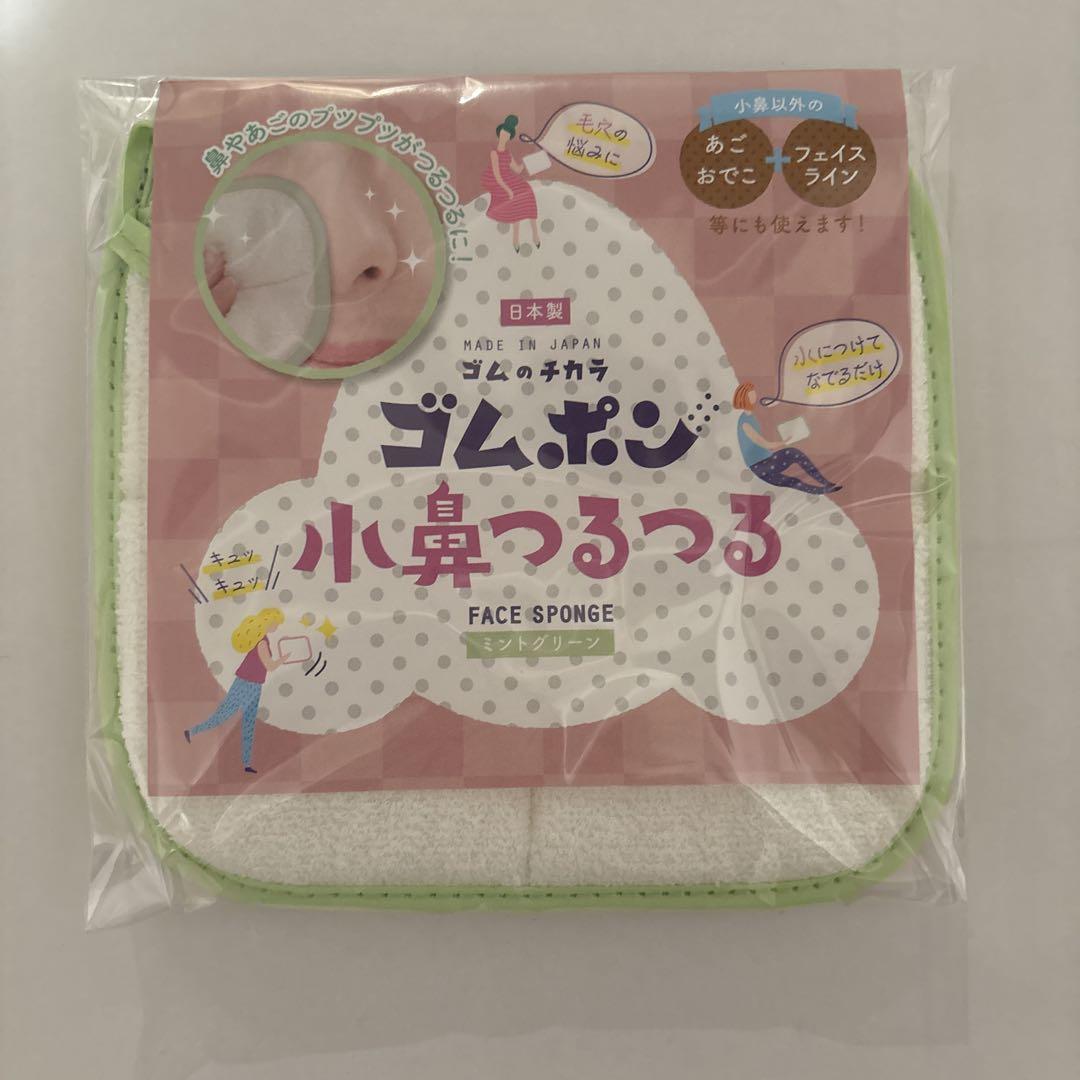 鼻やあごのプツプツがつるつるに!
毛穴の
悩みに
小鼻以外の
あご
おでこ
+
フェイス
ライン
等にも使えます!
日本製
MADE IN JAPAN
ゴムのチカラ
ゴムポン
小鼻つるつる
FACE SPONGE
ミントグリーン
水につけて
なでるだけ
キュッ
キュッ